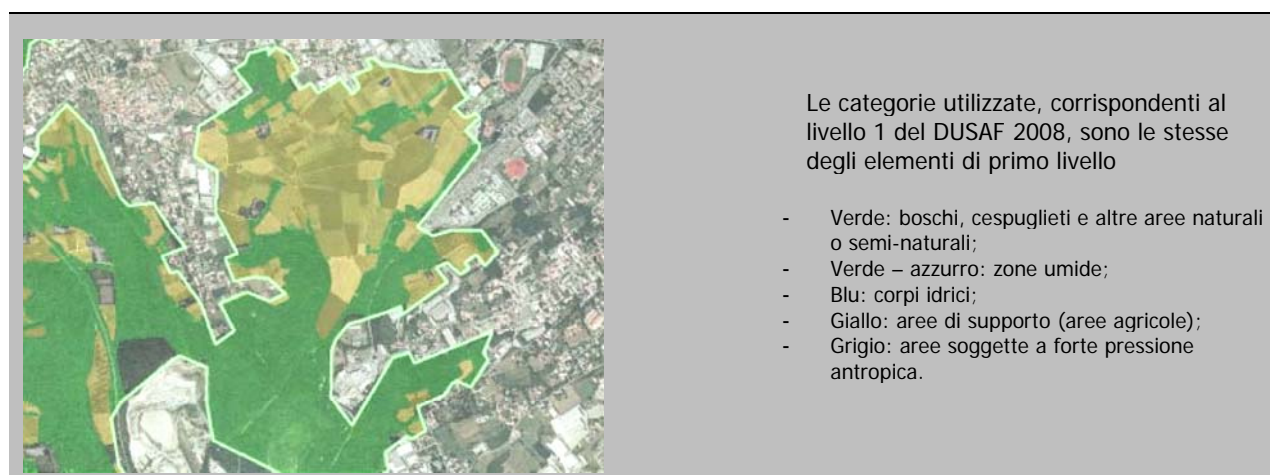 Le categorie utilizzate, corrispondenti al
livello 1 del DUSAF 2008, sono le stesse
degli elementi di primo livello
- Verde: boschi, cespuglieti e altre aree naturali
o semi-naturali;
- Verde – azzurro: zone umide;
- Blu: corpi idrici;
- Giallo: aree di supporto (aree agricole);
- Grigio: aree soggette a forte pressione
antropica.